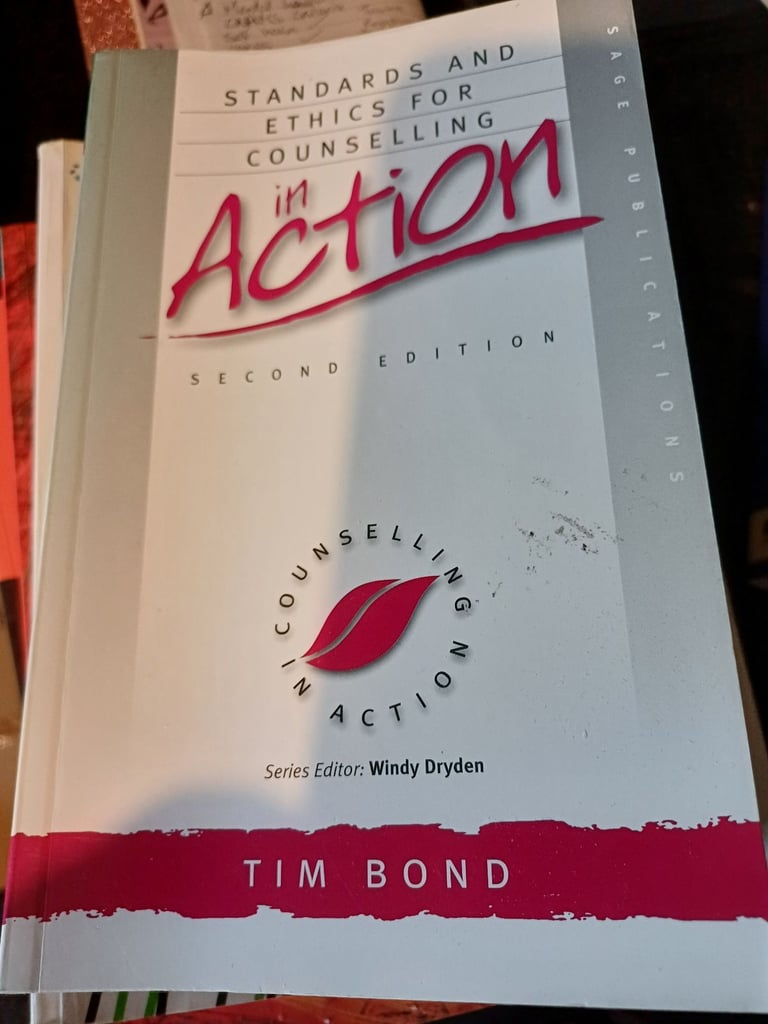 STANDARDS AND
ETHICS FOR
COUNSELLING
in
Action
SECOND EDITION
SAGE PUBLICATIONS
COUNSELLING IN ACTION
Series Editor: Windy Dryden
TIM BOND